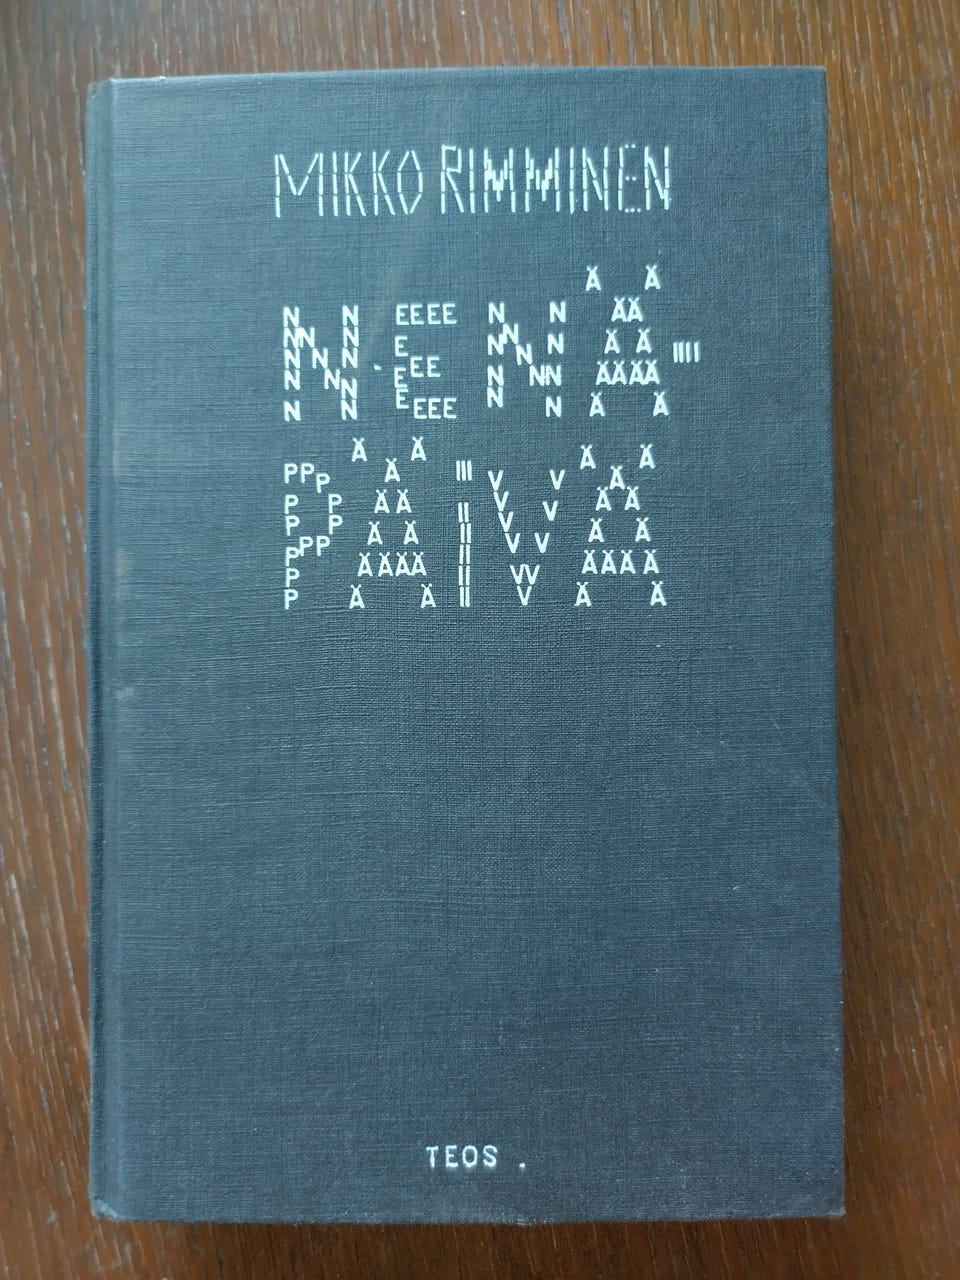 MIKKO RIMMINEN
NENÄ-
PÄIVÄ
TEOS.